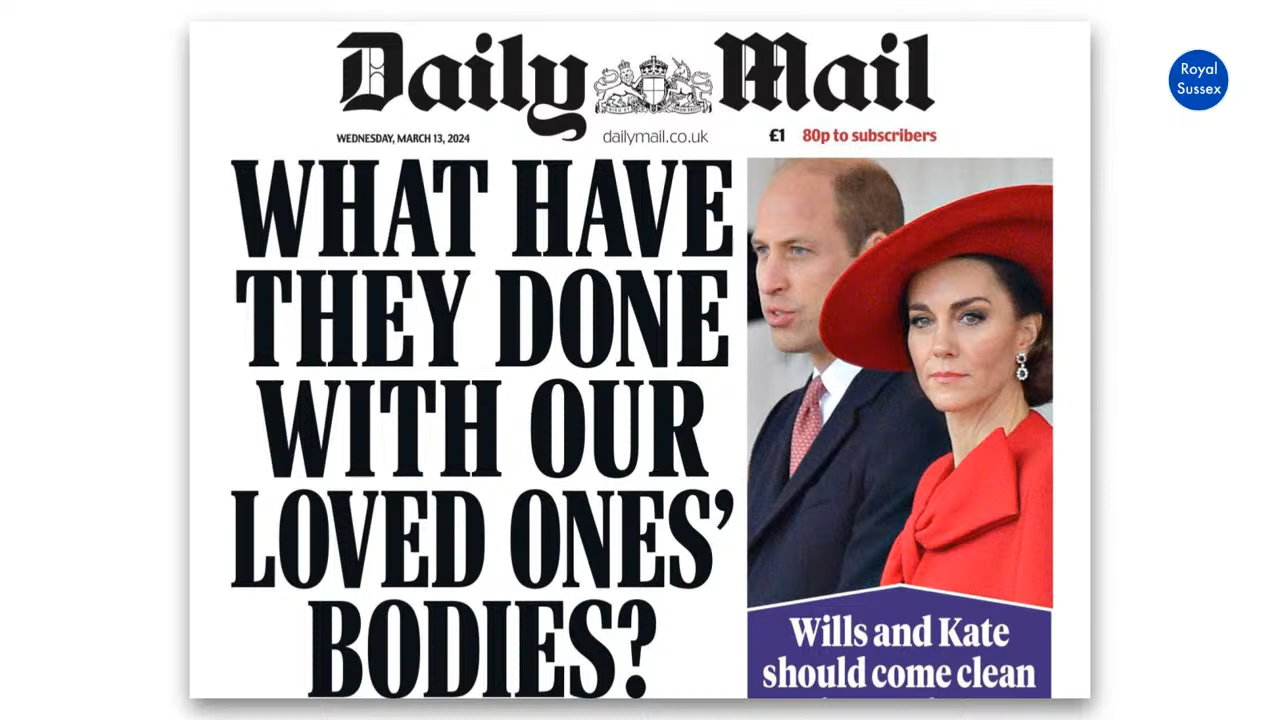 Daily Mail
WEDNESDAY, MARCH 13, 2024
dailymail.co.uk
£1
80p to subscribers
WHAT HAVE
THEY DONE
WITH OUR
LOVED ONES’
BODIES?
Wills and Kate
should come clean
Royal
Sussex